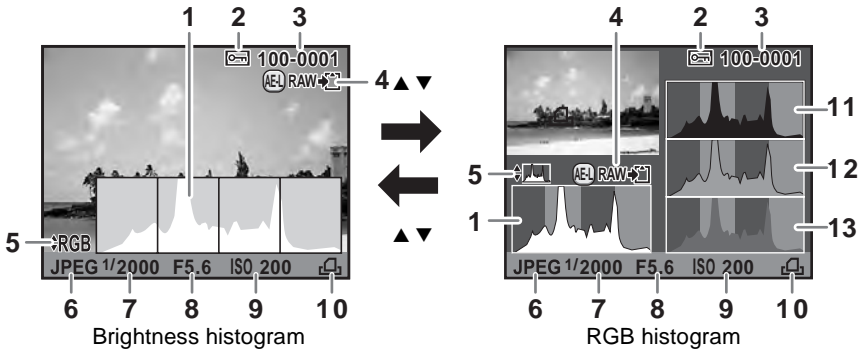 1 2 3 4 2 3
100-0001 100-0001
AE-L RAW 4 ▲ ▼
11
5 AE-L RAW 12
1 13
▲ ▼
5 RGB
JPEG 1/2000 F5.6 ISO 200 JPEG 1/2000 F5.6 ISO 200
6 7 8 9 10 6 7 8 9 10
Brightness histogram RGB histogram